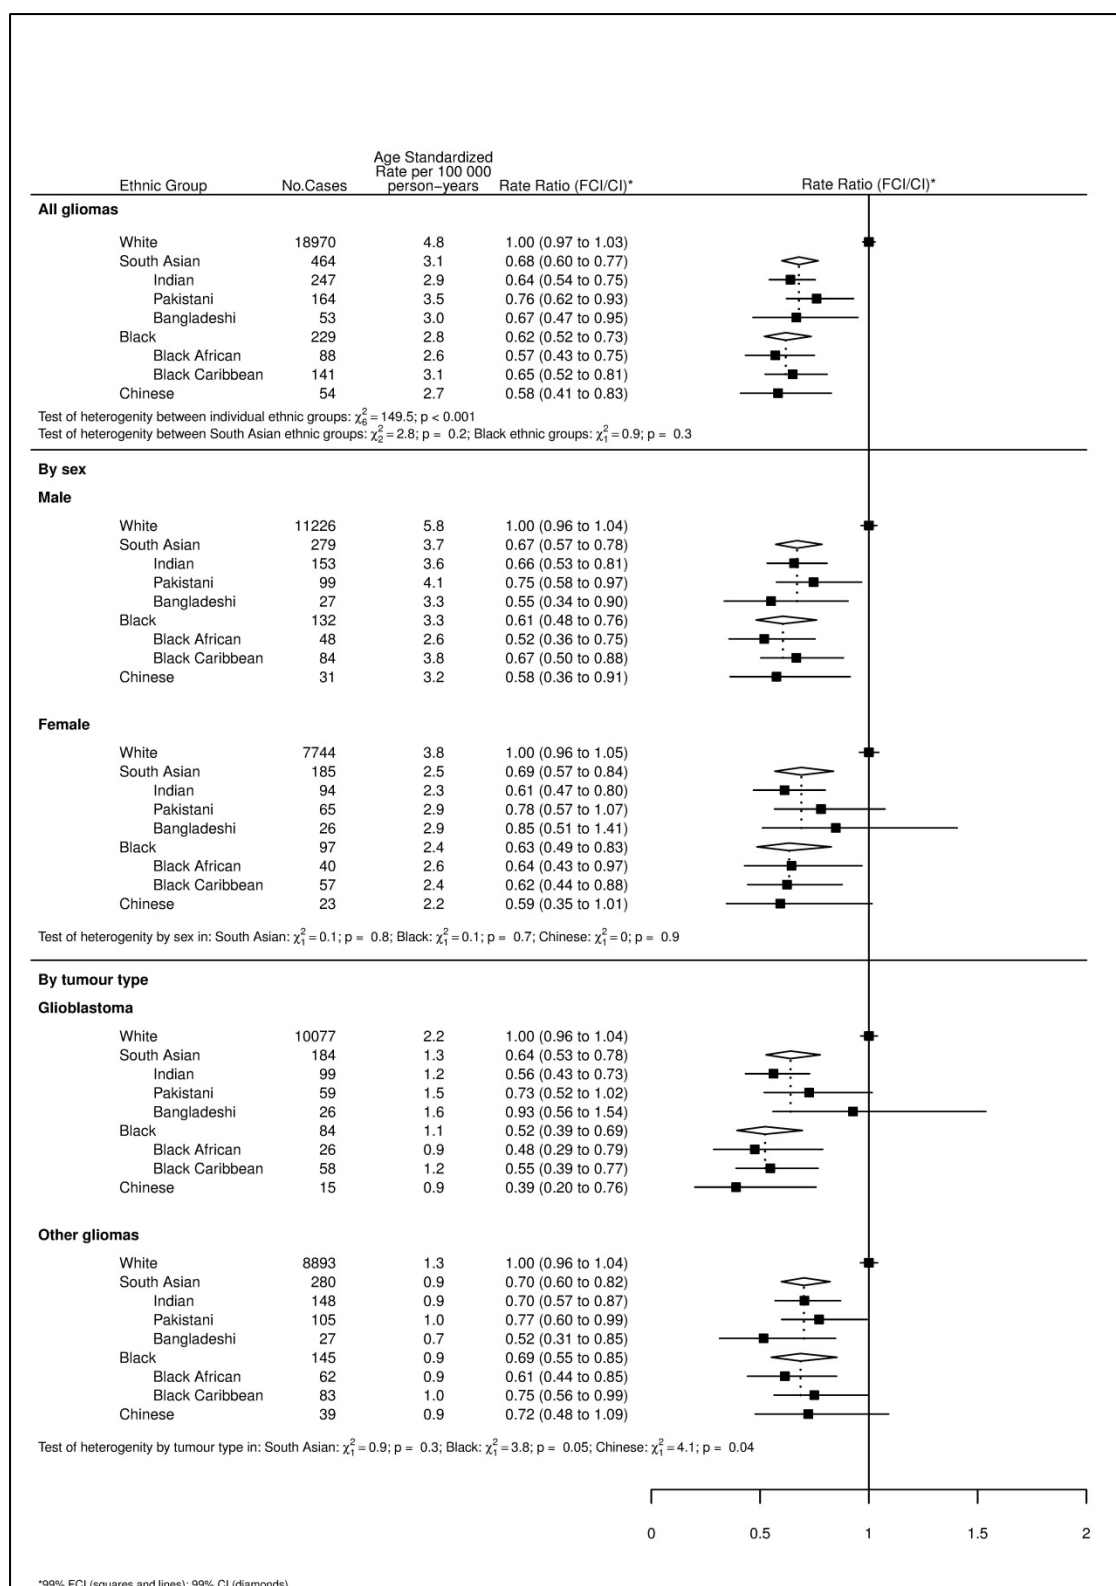 Age Standardized
Rate per 100 000
Ethnic Group No.Cases person−years Rate Ratio (FCI/CI)* Rate Ratio (FCI/CI)*
All gliomas
White 18970 4.8 1.00 (0.97 to 1.03)
South Asian 464 3.1 0.68 (0.60 to 0.77)
Indian 247 2.9 0.64 (0.54 to 0.75)
Pakistani 164 3.5 0.76 (0.62 to 0.93)
Bangladeshi 53 3.0 0.67 (0.47 to 0.95)
Black 229 2.8 0.62 (0.52 to 0.73)
Black African 88 2.6 0.57 (0.43 to 0.75)
Black Caribbean 141 3.1 0.65 (0.52 to 0.81)
Chinese 54 2.7 0.58 (0.41 to 0.83)
Test of heterogenity between individual ethnic groups: χ²₆ = 149.5; p < 0.001
Test of heterogenity between South Asian ethnic groups: χ²₂ = 2.8; p = 0.2; Black ethnic groups: χ²₁ = 0.9; p = 0.3
By sex
Male
White 11226 5.8 1.00 (0.96 to 1.04)
South Asian 279 3.7 0.67 (0.57 to 0.78)
Indian 153 3.6 0.66 (0.53 to 0.81)
Pakistani 99 4.1 0.75 (0.58 to 0.97)
Bangladeshi 27 3.3 0.55 (0.34 to 0.90)
Black 132 3.3 0.61 (0.48 to 0.76)
Black African 48 2.6 0.52 (0.36 to 0.75)
Black Caribbean 84 3.8 0.67 (0.50 to 0.88)
Chinese 31 3.2 0.58 (0.36 to 0.91)
Female
White 7744 3.8 1.00 (0.96 to 1.05)
South Asian 185 2.5 0.69 (0.57 to 0.84)
Indian 94 2.3 0.61 (0.47 to 0.80)
Pakistani 65 2.9 0.78 (0.57 to 1.07)
Bangladeshi 26 2.9 0.85 (0.51 to 1.41)
Black 97 2.4 0.63 (0.49 to 0.83)
Black African 40 2.6 0.64 (0.43 to 0.97)
Black Caribbean 57 2.4 0.62 (0.44 to 0.88)
Chinese 23 2.2 0.59 (0.35 to 1.01)
Test of heterogenity by sex in: South Asian: χ²₁ = 0.1; p = 0.8; Black: χ²₁ = 0.1; p = 0.7; Chinese: χ²₁ = 0; p = 0.9
By tumour type
Glioblastoma
White 10077 2.2 1.00 (0.96 to 1.04)
South Asian 184 1.3 0.64 (0.53 to 0.78)
Indian 99 1.2 0.56 (0.43 to 0.73)
Pakistani 59 1.5 0.73 (0.52 to 1.02)
Bangladeshi 26 1.6 0.93 (0.56 to 1.54)
Black 84 1.1 0.52 (0.39 to 0.69)
Black African 26 0.9 0.48 (0.29 to 0.79)
Black Caribbean 58 1.2 0.55 (0.39 to 0.77)
Chinese 15 0.9 0.39 (0.20 to 0.76)
Other gliomas
White 8893 1.3 1.00 (0.96 to 1.04)
South Asian 280 0.9 0.70 (0.60 to 0.82)
Indian 148 0.9 0.70 (0.57 to 0.87)
Pakistani 105 1.0 0.77 (0.60 to 0.99)
Bangladeshi 27 0.7 0.52 (0.31 to 0.85)
Black 145 0.9 0.69 (0.55 to 0.85)
Black African 62 0.9 0.61 (0.44 to 0.85)
Black Caribbean 83 1.0 0.75 (0.56 to 0.99)
Chinese 39 0.9 0.72 (0.48 to 1.09)
Test of heterogenity by tumour type in: South Asian: χ²₁ = 0.9; p = 0.3; Black: χ²₁ = 3.8; p = 0.05; Chinese: χ²₁ = 4.1; p = 0.04
0 0.5 1 1.5 2
*99% FCI (squares and lines); 99% CI (diamonds)